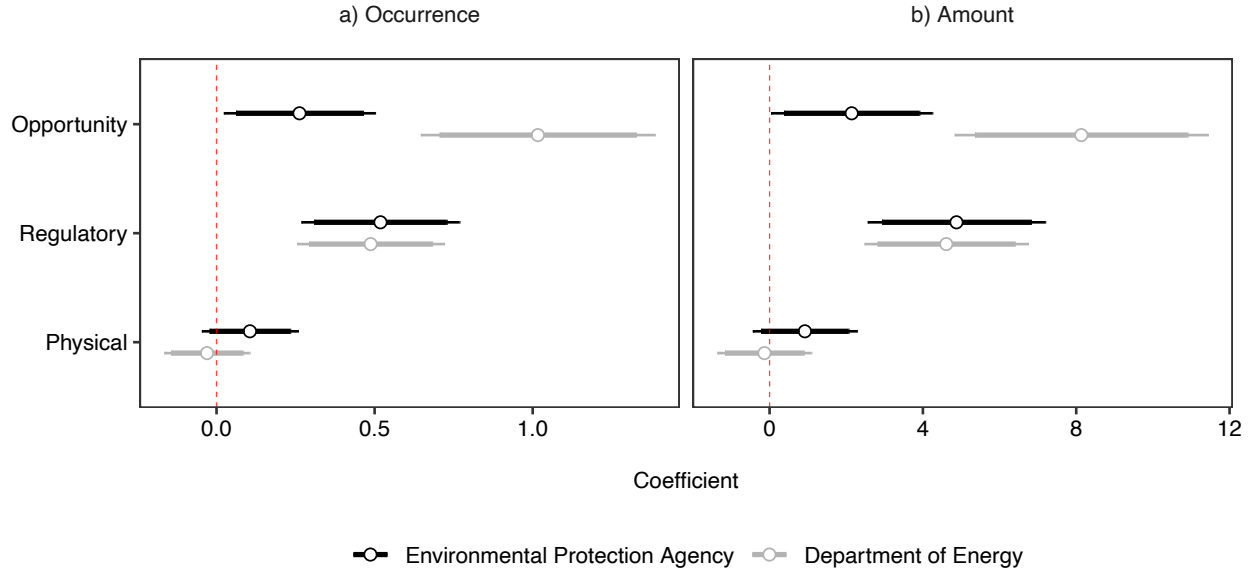 a) Occurrence
b) Amount
Opportunity
Regulatory
Physical
0.0 0.5 1.0
0 4 8 12
Coefficient
Environmental Protection Agency Department of Energy